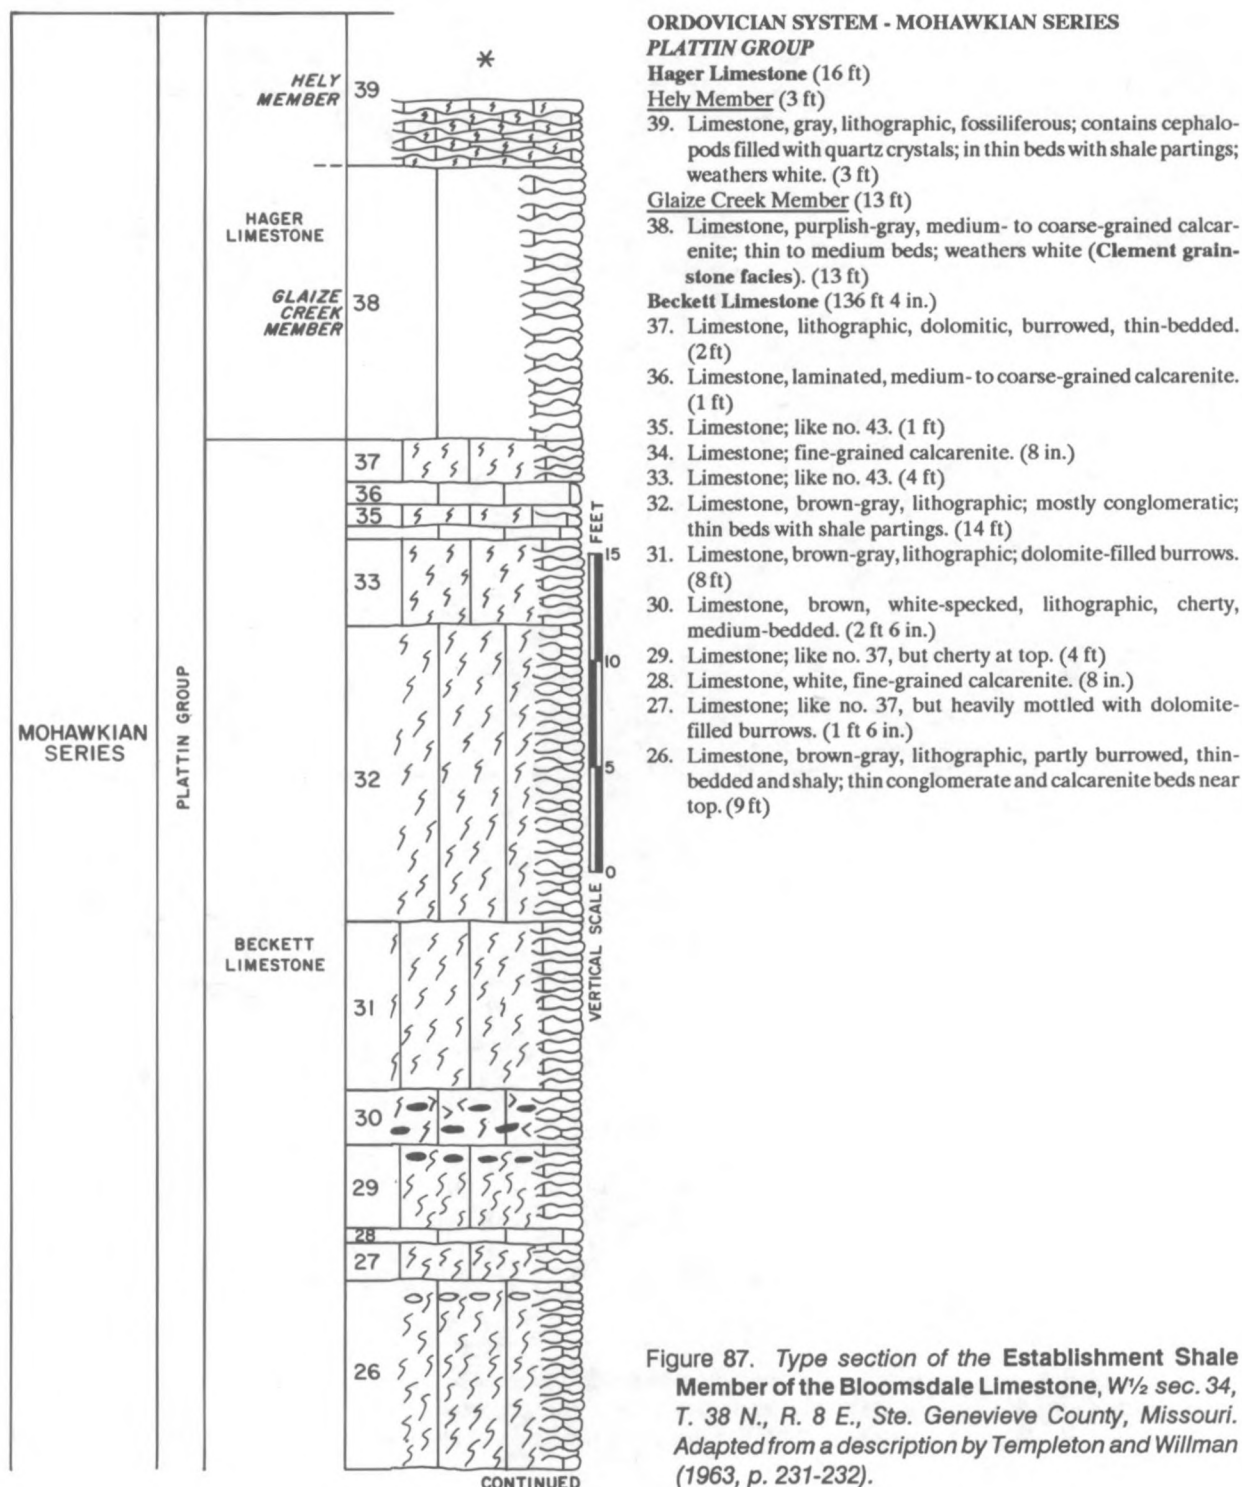 MOHAWKIAN
SERIES
PLATTIN GROUP
HELY
MEMBER
HAGER
LIMESTONE
GLAIZE
CREEK
MEMBER
BECKETT
LIMESTONE
39
*
38
37
36
35
33
32
31
30
29
28
27
26
FEET
15
10
5
0
VERTICAL SCALE
CONTINUED
ORDOVICIAN SYSTEM - MOHAWKIAN SERIES
PLATTIN GROUP
Hager Limestone (16 ft)
Hely Member (3 ft)
39. Limestone, gray, lithographic, fossiliferous; contains cephalo-
pods filled with quartz crystals; in thin beds with shale partings;
weathers white. (3 ft)
Glaize Creek Member (13 ft)
38. Limestone, purplish-gray, medium- to coarse-grained calcar-
enite; thin to medium beds; weathers white (Clement grain-
stone facies). (13 ft)
Beckett Limestone (136 ft 4 in.)
37. Limestone, lithographic, dolomitic, burrowed, thin-bedded.
(2 ft)
36. Limestone, laminated, medium- to coarse-grained calcarenite.
(1 ft)
35. Limestone; like no. 43. (1 ft)
34. Limestone; fine-grained calcarenite. (8 in.)
33. Limestone; like no. 43. (4 ft)
32. Limestone, brown-gray, lithographic; mostly conglomeratic;
thin beds with shale partings. (14 ft)
31. Limestone, brown-gray, lithographic; dolomite-filled burrows.
(8 ft)
30. Limestone, brown, white-specked, lithographic, cherty,
medium-bedded. (2 ft 6 in.)
29. Limestone; like no. 37, but cherty at top. (4 ft)
28. Limestone, white, fine-grained calcarenite. (8 in.)
27. Limestone; like no. 37, but heavily mottled with dolomite-
filled burrows. (1 ft 6 in.)
26. Limestone, brown-gray, lithographic, partly burrowed, thin-
bedded and shaly; thin conglomerate and calcarenite beds near
top. (9 ft)
Figure 87. Type section of the Establishment Shale
Member of the Bloomsdale Limestone, W½ sec. 34,
T. 38 N., R. 8 E., Ste. Genevieve County, Missouri.
Adapted from a description by Templeton and Willman
(1963, p. 231-232).